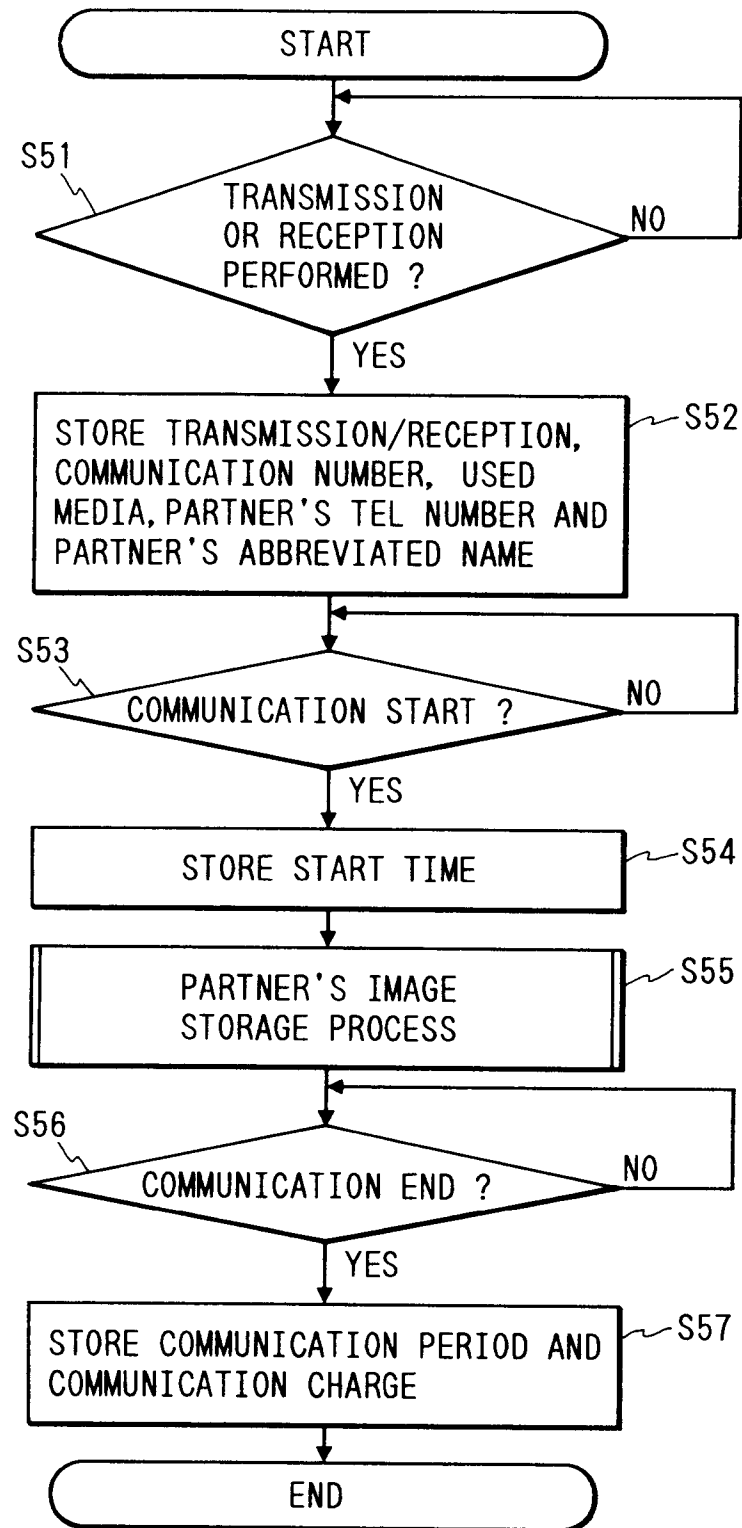 START
S51
TRANSMISSION
OR RECEPTION
PERFORMED ?
NO
YES
S52
STORE TRANSMISSION/RECEPTION,
COMMUNICATION NUMBER, USED
MEDIA, PARTNER'S TEL NUMBER AND
PARTNER'S ABBREVIATED NAME
S53
COMMUNICATION START ?
NO
YES
STORE START TIME
S54
PARTNER'S IMAGE
STORAGE PROCESS
S55
S56
COMMUNICATION END ?
NO
YES
STORE COMMUNICATION PERIOD AND
COMMUNICATION CHARGE
S57
END